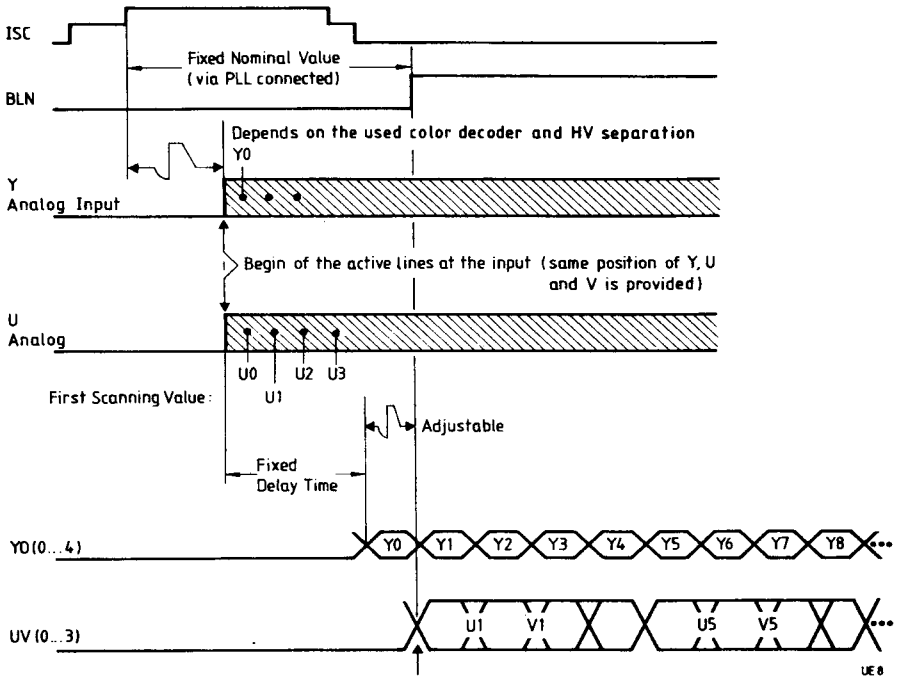 ISC
Fixed Nominal Value
(via PLL connected)
BLN
Depends on the used color decoder and HV separation
Y0
Y
Analog Input
Begin of the active lines at the input (same position of Y, U
and V is provided)
U
Analog
U0 U2 U3
U1
First Scanning Value:
Adjustable
Fixed
Delay Time
Y0(0...4) Y0 Y1 Y2 Y3 Y4 Y5 Y6 Y7 Y8 ...
UV(0...3) U1 V1 U5 V5 ...
UE8